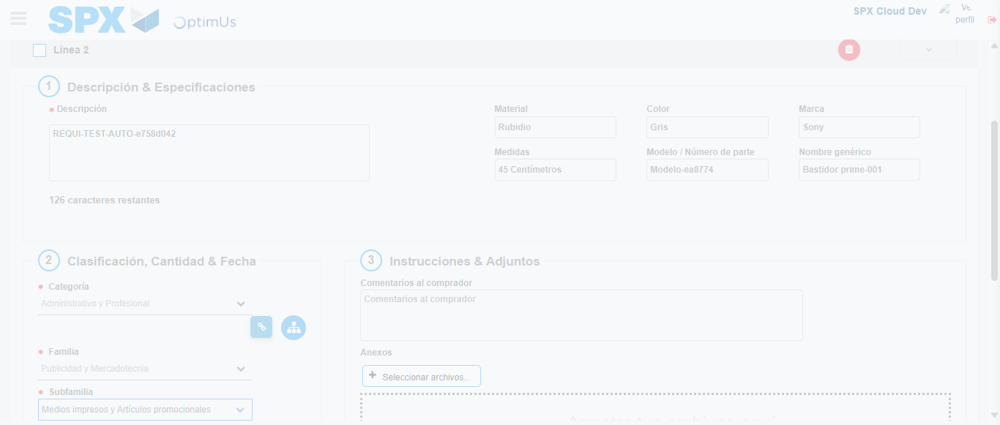 SPX
OptimUs
SPX Cloud Dev
perfil
Linea 2
1 Descripción & Especificaciones
* Descripción
Material
Color
Marca
REQUI-TEST-AUTO-e758d042
Rubidio
Gris
Sony
Medidas
Modelo / Número de parte
Nombre genérico
45 Centímetros
Modelo-ea8774
Bastidor prime-001
126 caracteres restantes
2 Clasificación, Cantidad & Fecha
* Categoría
Administrativo y Profesional
* Familia
Publicidad y Mercadotecnia
* Subfamilia
Medios impresos y Artículos promocionales
3 Instrucciones & Adjuntos
Comentarios al comprador
Comentarios al comprador
Anexos
+ Seleccionar archivos...